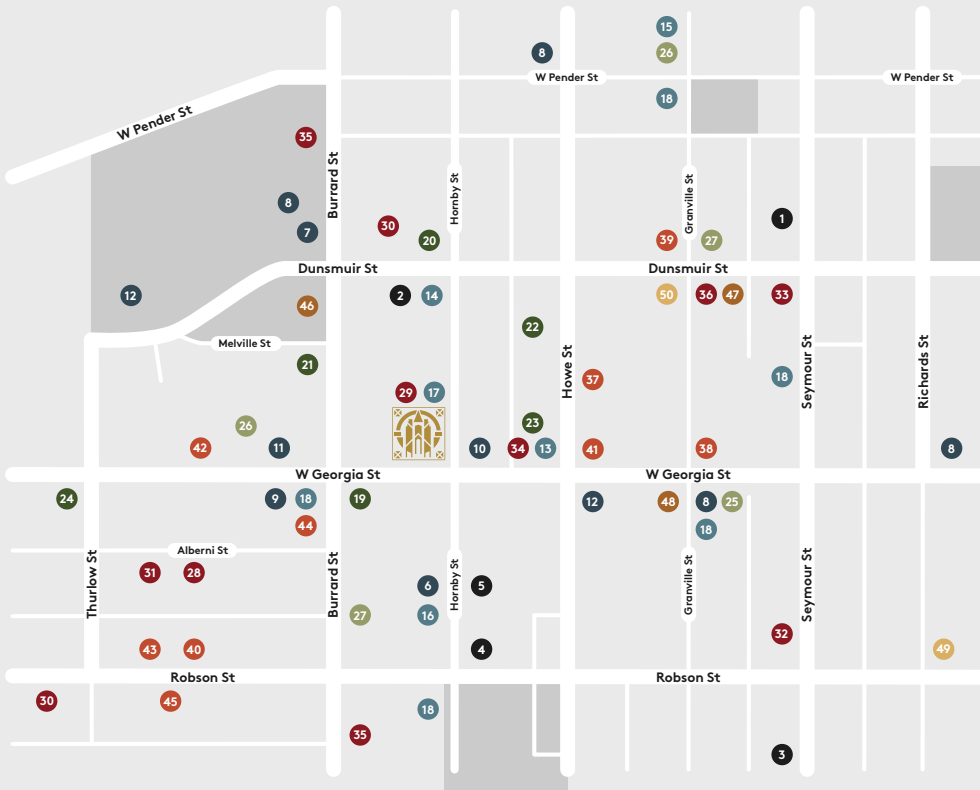 15
8
26
W Pender St
W Pender St
18
W Pender St
35
Burrard St
Hornby St
Granville St
8
1
30
7
20
39
27
Dunsmuir St
Dunsmuir St
12
2
14
50
36
47
33
46
22
Melville St
21
Howe St
Seymour St
Richards St
37
18
29
17
23
26
42
11
10
34
13
41
38
8
W Georgia St
W Georgia St
24
9
18
19
12
48
8
25
44
18
Alberni St
31
28
Thurlow St
Burrard St
Hornby St
Granville St
Seymour St
6
5
27
16
32
43
40
4
49
Robson St
Robson St
30
45
18
35
3